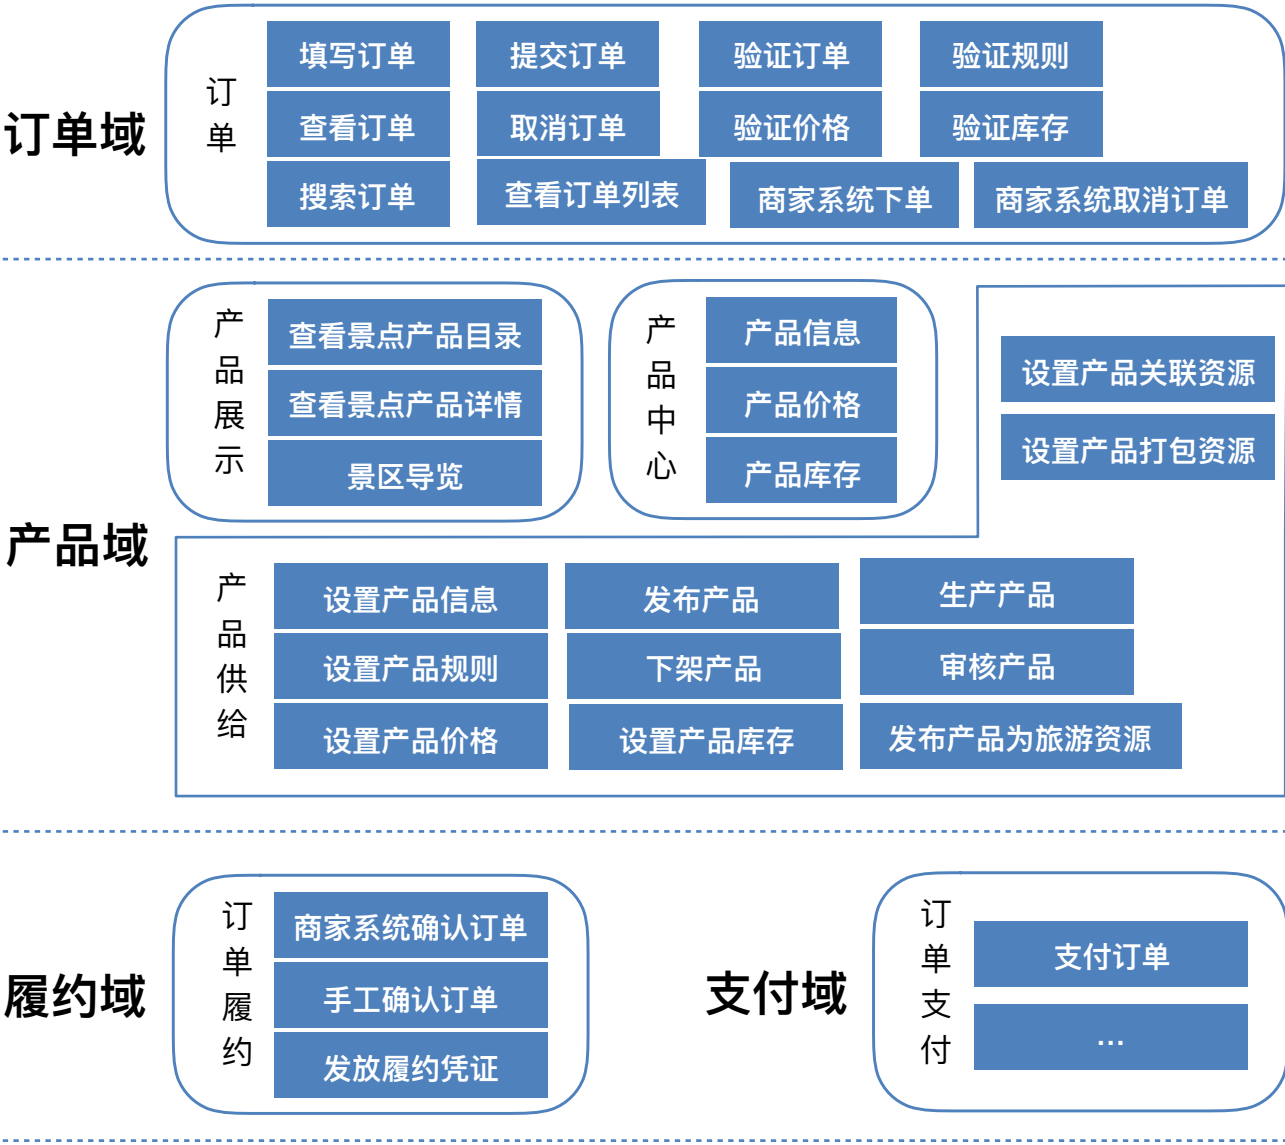 订单域
订单
填写订单
提交订单
验证订单
验证规则
查看订单
取消订单
验证价格
验证库存
搜索订单
查看订单列表
商家系统下单
商家系统取消订单
产品域
产品展示
查看景点产品目录
查看景点产品详情
景区导览
产品中心
产品信息
产品价格
产品库存
设置产品关联资源
设置产品打包资源
产品供给
设置产品信息
发布产品
生产产品
设置产品规则
下架产品
审核产品
设置产品价格
设置产品库存
发布产品为旅游资源
履约域
订单履约
商家系统确认订单
手工确认订单
发放履约凭证
支付域
订单支付
支付订单
...